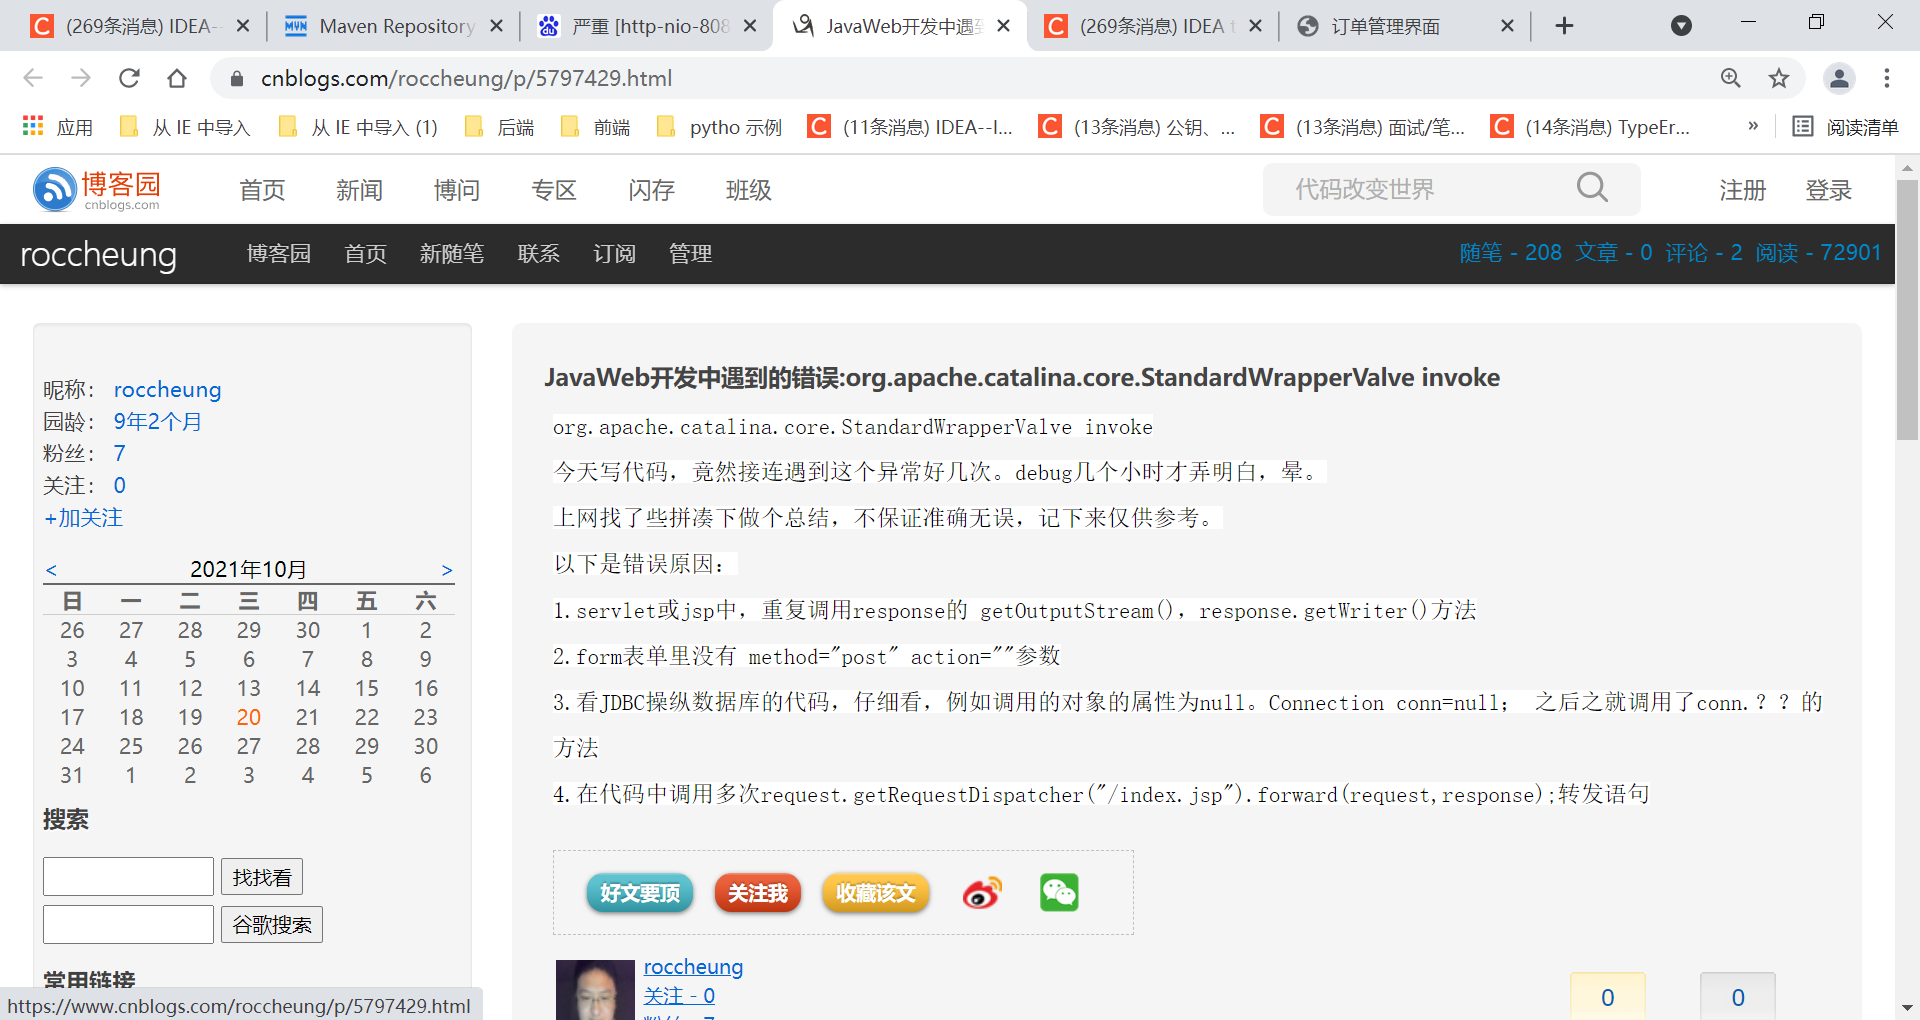 (269条消息) IDEA-
Maven Repository
严重 [http-nio-808
JavaWeb开发中遇到
(269条消息) IDEA t
订单管理界面
cnblogs.com/roccheung/p/5797429.html
应用
从 IE 中导入
从 IE 中导入 (1)
后端
前端
pytho 示例
(11条消息) IDEA--I...
(13条消息) 公钥、...
(13条消息) 面试/笔...
(14条消息) TypeEr...
»
阅读清单
博客园
cnblogs.com
首页
新闻
博问
专区
闪存
班级
代码改变世界
注册
登录
roccheung
博客园
首页
新随笔
联系
订阅
管理
随笔 - 208 文章 - 0 评论 - 2 阅读 - 72901
昵称： roccheung
园龄： 9年2个月
粉丝： 7
关注： 0
+加关注
< 2021年10月 >
日 一 二 三 四 五 六
26 27 28 29 30 1 2
3 4 5 6 7 8 9
10 11 12 13 14 15 16
17 18 19 20 21 22 23
24 25 26 27 28 29 30
31 1 2 3 4 5 6
搜索
找找看
谷歌搜索
常用链接
https://www.cnblogs.com/roccheung/p/5797429.html
JavaWeb开发中遇到的错误:org.apache.catalina.core.StandardWrapperValve invoke
org.apache.catalina.core.StandardWrapperValve invoke
今天写代码，竟然接连遇到这个异常好几次。debug几个小时才弄明白，晕。
上网找了些拼凑下做个总结，不保证准确无误，记下来仅供参考。
以下是错误原因：
1.servlet或jsp中，重复调用response的 getOutputStream()，response.getWriter()方法
2.form表单里没有 method="post" action=""参数
3.看JDBC操纵数据库的代码，仔细看，例如调用的对象的属性为null。Connection conn=null； 之后之就调用了conn.？？的
方法
4.在代码中调用多次request.getRequestDispatcher("/index.jsp").forward(request,response);转发语句
好文要顶
关注我
收藏该文
roccheung
关注 - 0
粉丝 - 7
0
0